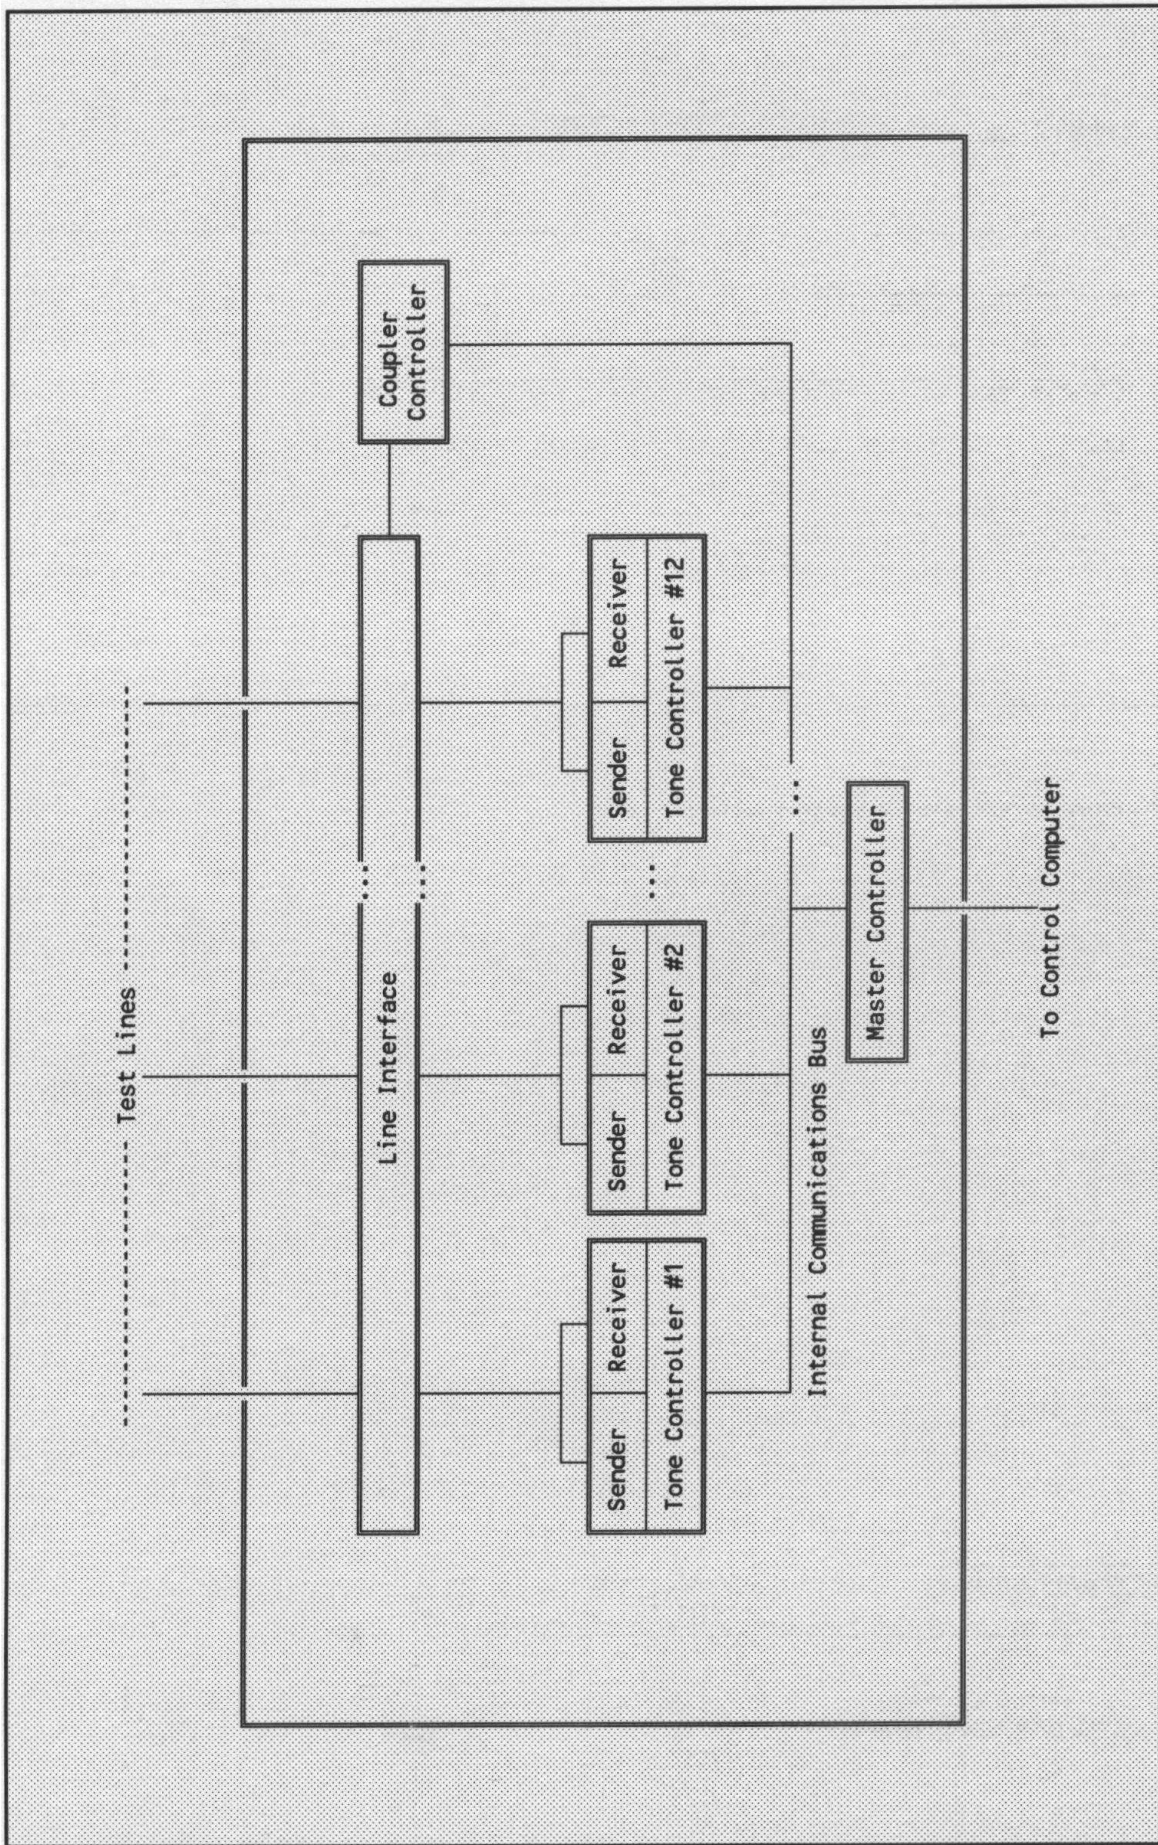 Test Lines
Line Interface
Coupler
Controller
...
...
Sender Receiver
Tone Controller #1
Sender Receiver
Tone Controller #2
...
Sender Receiver
Tone Controller #12
...
Internal Communications Bus
Master Controller
To Control Computer